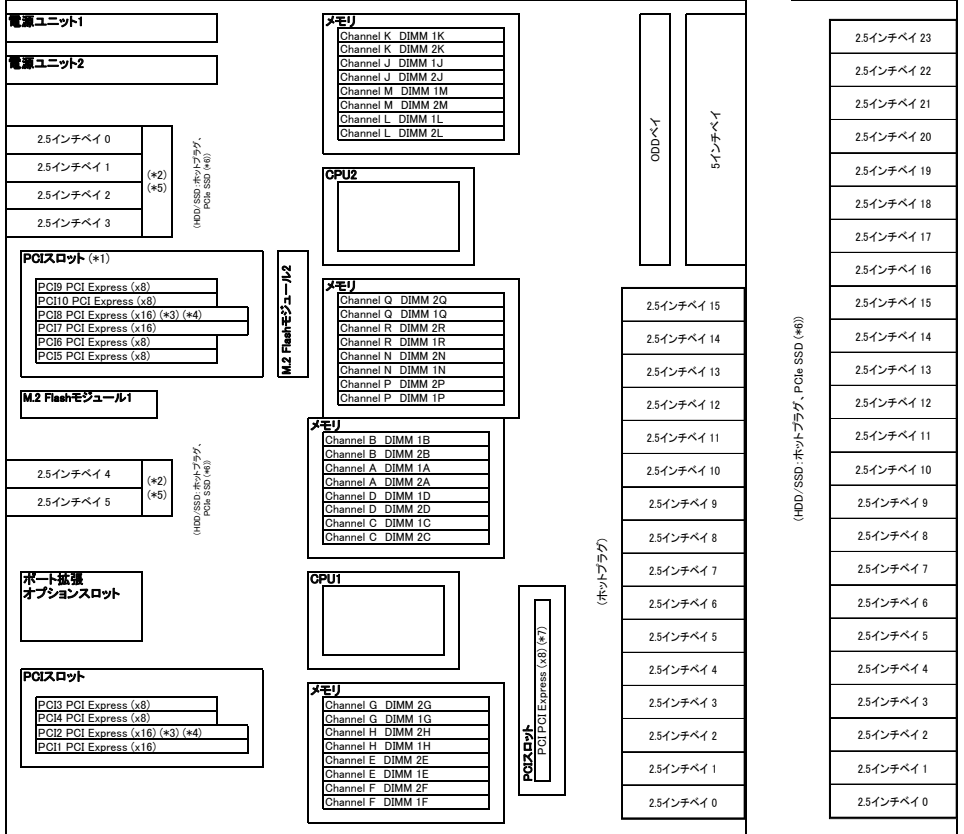 電源ユニット1
電源ユニット2
2.5インチベイ 0
2.5インチベイ 1
2.5インチベイ 2
2.5インチベイ 3
(*2)
(*5)
(HDD/SSD:ホットプラグ、
PCIe SSD (*6))
PCIスロット (*1)
PCI9 PCI Express (x8)
PCI10 PCI Express (x8)
PCI8 PCI Express (x16) (*3) (*4)
PCI7 PCI Express (x16)
PCI6 PCI Express (x8)
PCI5 PCI Express (x8)
M.2 Flashモジュール2
M.2 Flashモジュール1
2.5インチベイ 4
2.5インチベイ 5
(*2)
(*5)
(HDD/SSD:ホットプラグ、
PCIe SSD (*6))
ポート拡張
オプションスロット
PCIスロット
PCI3 PCI Express (x8)
PCI4 PCI Express (x8)
PCI2 PCI Express (x16) (*3) (*4)
PCI1 PCI Express (x16)
メモリ
Channel K DIMM 1K
Channel K DIMM 2K
Channel J DIMM 1J
Channel J DIMM 2J
Channel M DIMM 1M
Channel M DIMM 2M
Channel L DIMM 1L
Channel L DIMM 2L
CPU2
メモリ
Channel Q DIMM 2Q
Channel Q DIMM 1Q
Channel R DIMM 2R
Channel R DIMM 1R
Channel N DIMM 2N
Channel N DIMM 1N
Channel P DIMM 2P
Channel P DIMM 1P
メモリ
Channel B DIMM 1B
Channel B DIMM 2B
Channel A DIMM 1A
Channel A DIMM 2A
Channel D DIMM 1D
Channel D DIMM 2D
Channel C DIMM 1C
Channel C DIMM 2C
CPU1
メモリ
Channel G DIMM 2G
Channel G DIMM 1G
Channel H DIMM 2H
Channel H DIMM 1H
Channel E DIMM 2E
Channel E DIMM 1E
Channel F DIMM 2F
Channel F DIMM 1F
PCIスロット
PCI PCI Express (x8) (*7)
ODDベイ
5インチベイ
(ホットプラグ)
2.5インチベイ 15
2.5インチベイ 14
2.5インチベイ 13
2.5インチベイ 12
2.5インチベイ 11
2.5インチベイ 10
2.5インチベイ 9
2.5インチベイ 8
2.5インチベイ 7
2.5インチベイ 6
2.5インチベイ 5
2.5インチベイ 4
2.5インチベイ 3
2.5インチベイ 2
2.5インチベイ 1
2.5インチベイ 0
(HDD/SSD:ホットプラグ、PCIe SSD (*6))
2.5インチベイ 23
2.5インチベイ 22
2.5インチベイ 21
2.5インチベイ 20
2.5インチベイ 19
2.5インチベイ 18
2.5インチベイ 17
2.5インチベイ 16
2.5インチベイ 15
2.5インチベイ 14
2.5インチベイ 13
2.5インチベイ 12
2.5インチベイ 11
2.5インチベイ 10
2.5インチベイ 9
2.5インチベイ 8
2.5インチベイ 7
2.5インチベイ 6
2.5インチベイ 5
2.5インチベイ 4
2.5インチベイ 3
2.5インチベイ 2
2.5インチベイ 1
2.5インチベイ 0